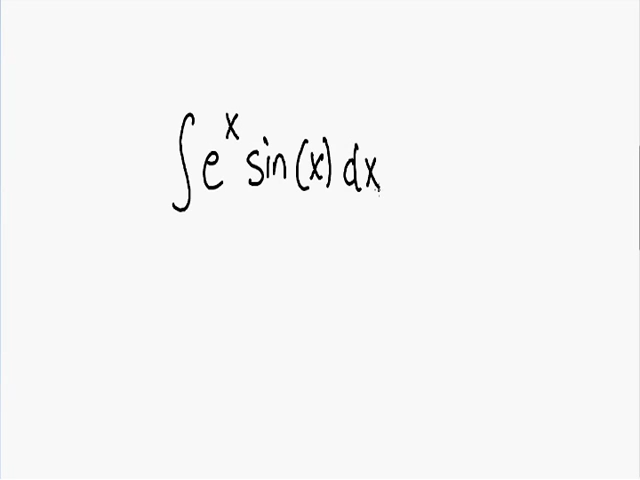 ∫e^x sin(x) dx